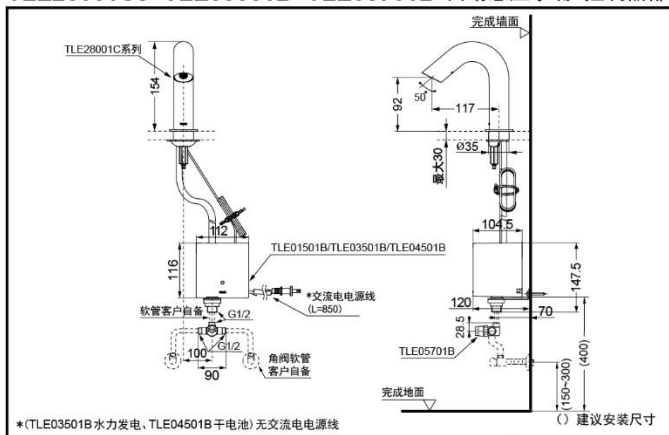 完成墙面
TLE28001C系列
154
92
50°
117
最大30
Ø35
112
104.5
TLE01501B/TLE03501B/TLE04501B
116
*交流电电源线
(L=850)
147.5
软管客户自备
G1/2
120
70
28.5
100
G1/2
90
角阀软管
客户自备
TLE05701B
(150~300)
(400)
完成地面
*(TLE03501B水力发电、TLE04501B干电池)无交流电电源线
()建议安装尺寸